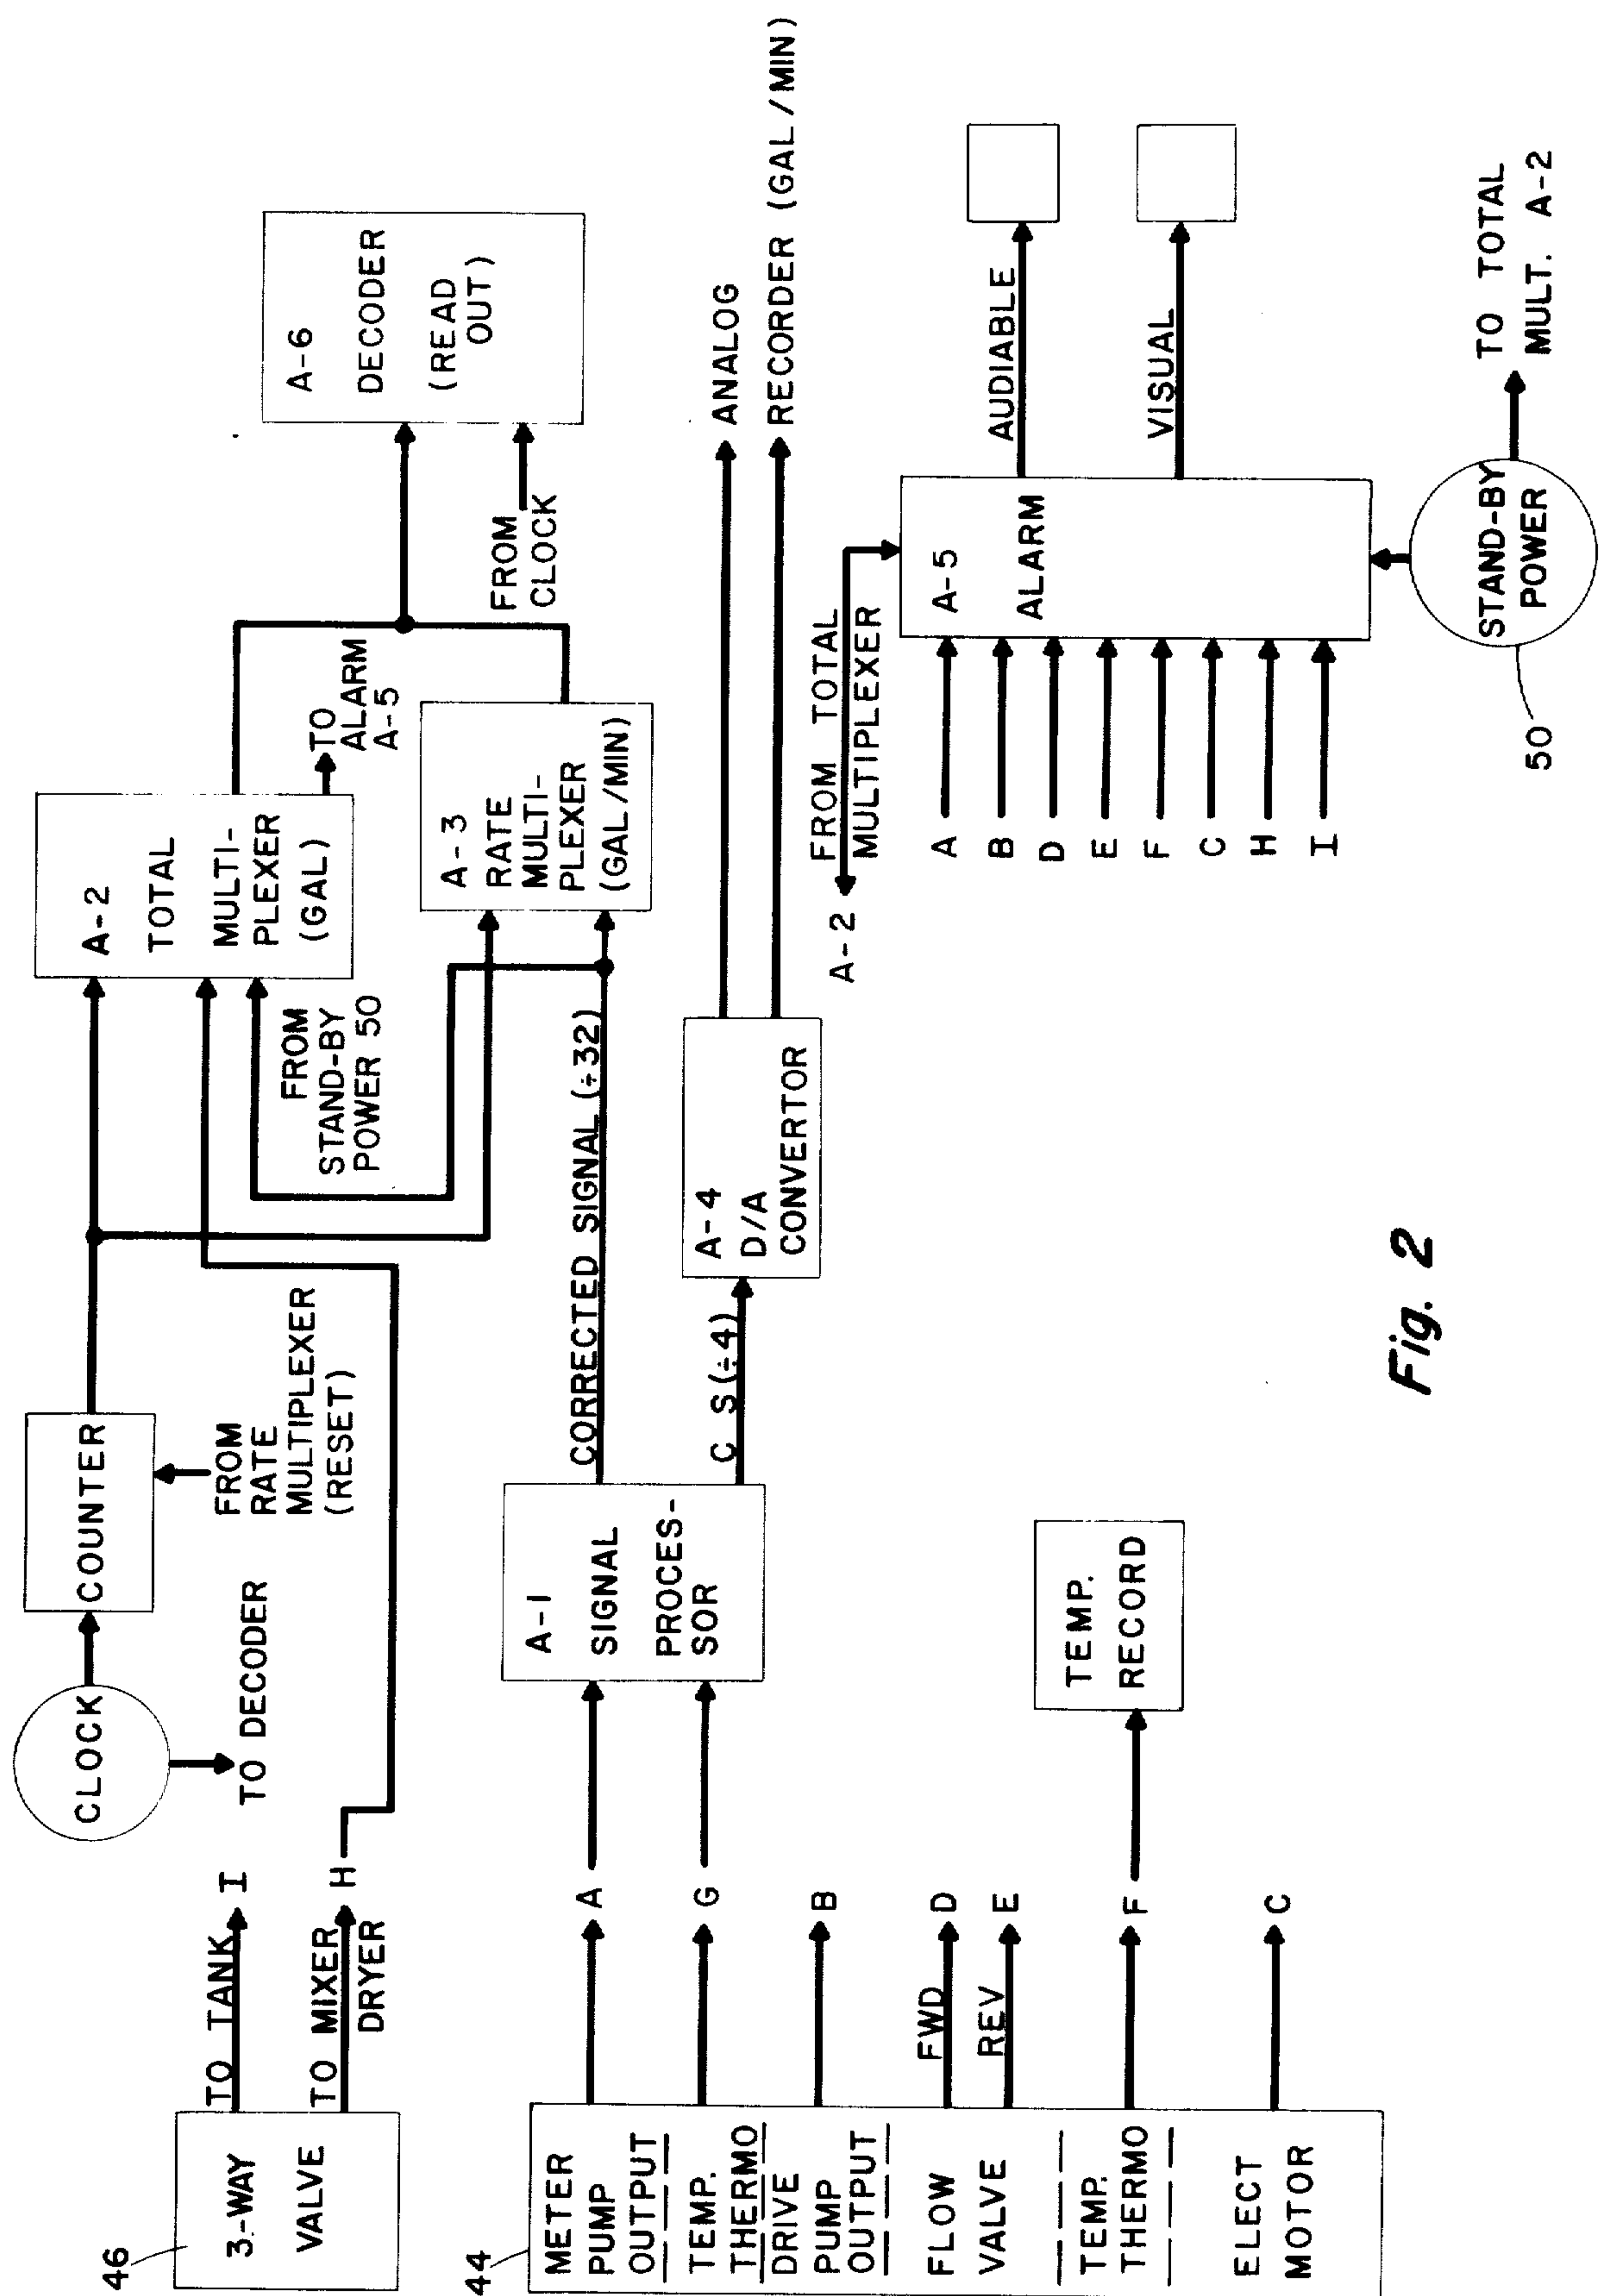 46
3-WAY
VALVE
TO TANK
I
TO MIXER
DRYER
H
CLOCK
TO DECODER
COUNTER
FROM
RATE
MULTIPLEXER
(RESET)
A-2
TOTAL
MULTI-
PLEXER
(GAL)
FROM
STAND-BY
POWER 50
TO
ALARM
A-5
A-3
RATE
MULTI-
PLEXER
(GAL/MIN)
A-6
DECODER
(READ
OUT)
FROM
CLOCK
44
METER
PUMP
OUTPUT
TEMP.
THERMO
DRIVE
PUMP
OUTPUT
FLOW
VALVE
TEMP.
THERMO
ELECT
MOTOR
A
G
B
FWD
D
REV
E
F
C
A-1
SIGNAL
PROCES-
SOR
CORRECTED SIGNAL (÷32)
C S(÷4)
A-4
D/A
CONVERTOR
ANALOG
RECORDER (GAL/MIN)
TEMP.
RECORD
A-2
FROM TOTAL
MULTIPLEXER
A
B
D
E
F
C
H
I
A-5
ALARM
AUDIABLE
VISUAL
50
STAND-BY
POWER
TO TOTAL
MULT. A-2
Fig. 2